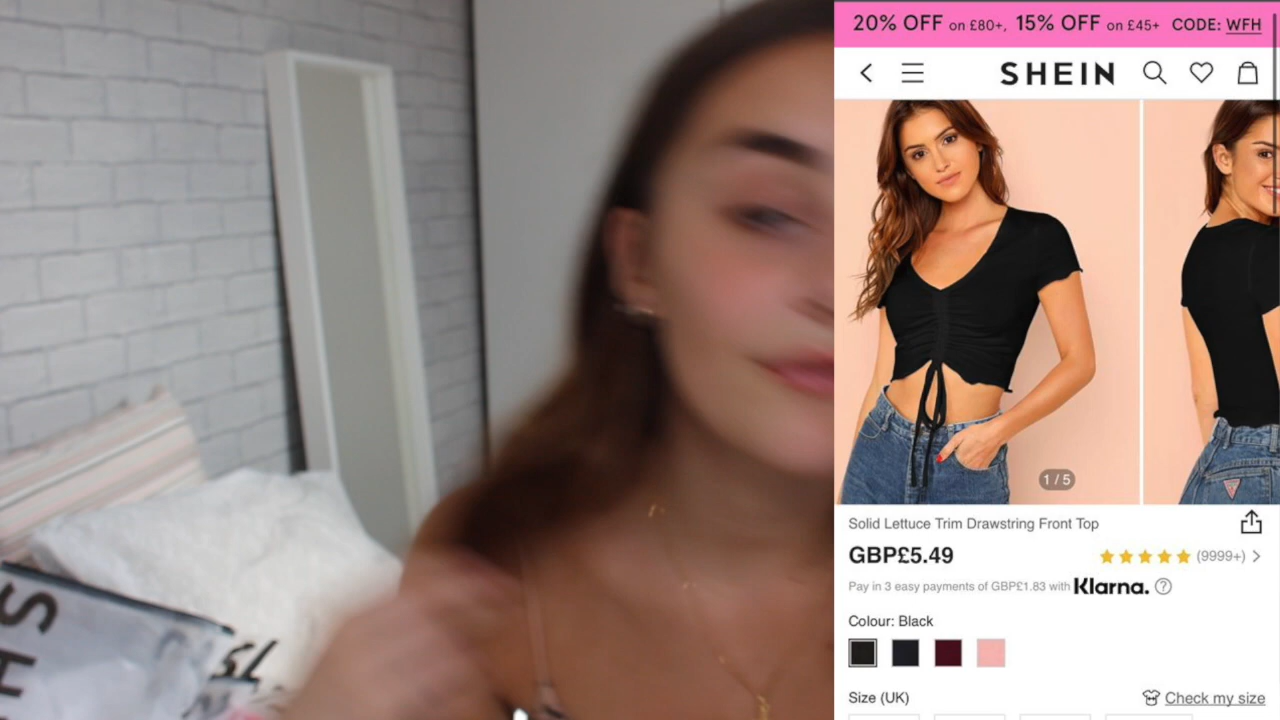 20% OFF on £80+, 15% OFF on £45+ CODE: WFH
SHEIN
1 / 5
Solid Lettuce Trim Drawstring Front Top
GBP£5.49
(9999+)
Pay in 3 easy payments of GBP£1.83 with Klarna. ?
Colour: Black
Size (UK)
Check my size
SH